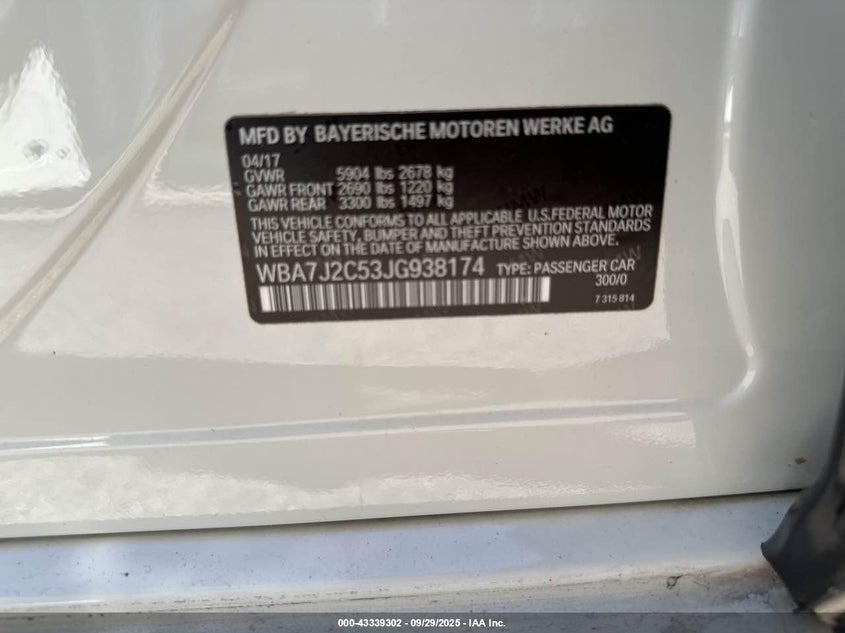 MFD BY BAYERISCHE MOTOREN WERKE AG
04/17
GVWR 5904 lbs 2678 kg
GAWR FRONT 2690 lbs 1220 kg
GAWR REAR 3300 lbs 1497 kg
THIS VEHICLE CONFORMS TO ALL APPLICABLE U.S.FEDERAL MOTOR
VEHICLE SAFETY, BUMPER AND THEFT PREVENTION STANDARDS
IN EFFECT ON THE DATE OF MANUFACTURE SHOWN ABOVE.
WBA7J2C53JG938174 TYPE: PASSENGER CAR
300/0
7 315 814
000-43339302 - 09/29/2025 - IAA Inc.